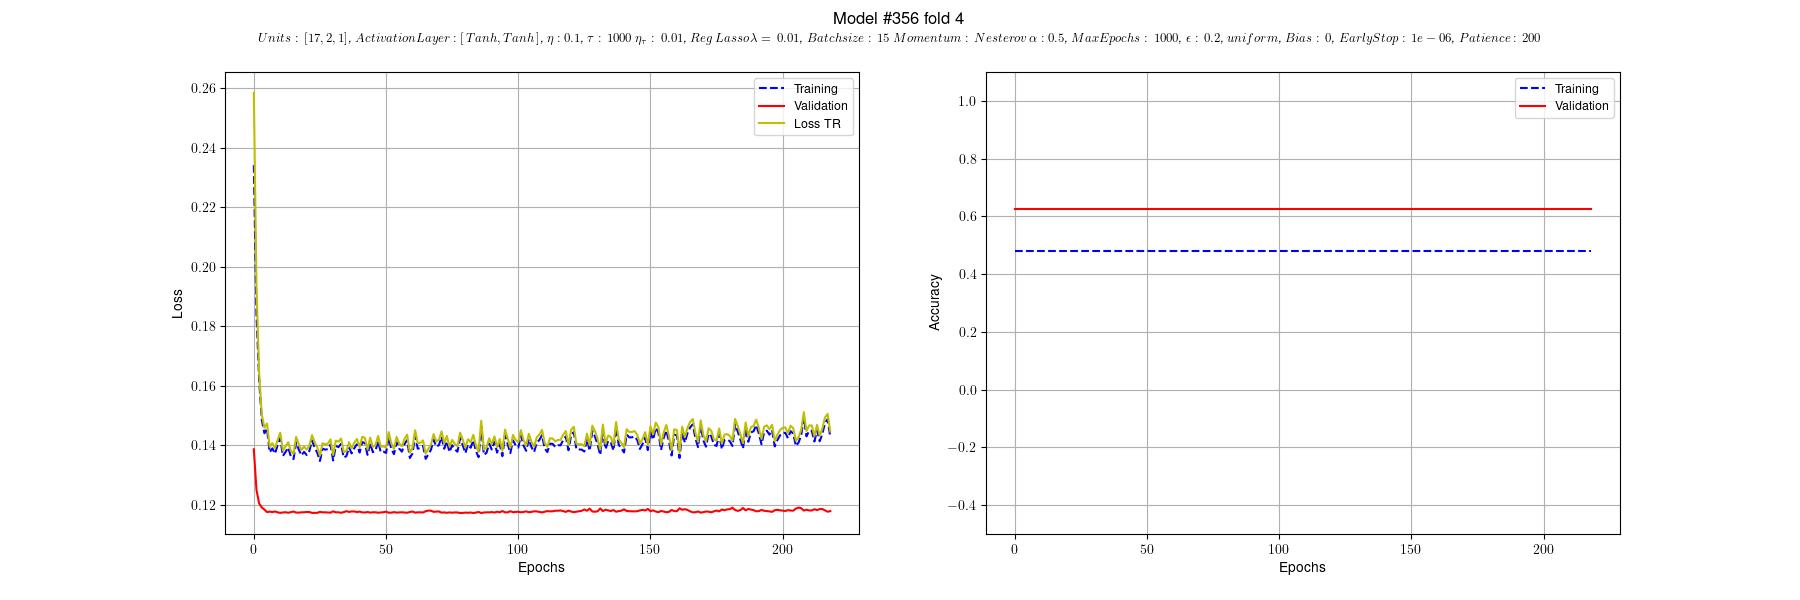 Model #356 fold 4
Units : [17, 2, 1], ActivationLayer : [Tanh, Tanh], η : 0.1, τ : 1000 η_τ : 0.01, Reg Lasso λ = 0.01, Batchsize : 15 Momentum : Nesterov α : 0.5, MaxEpochs : 1000, ϵ : 0.2, uniform, Bias : 0, EarlyStop : 1e − 06, Patience : 200
Loss
0.26
0.24
0.22
0.20
0.18
0.16
0.14
0.12
Training
Validation
Loss TR
0 50 100 150 200
Epochs
Accuracy
1.0
0.8
0.6
0.4
0.2
0.0
−0.2
−0.4
Training
Validation
0 50 100 150 200
Epochs